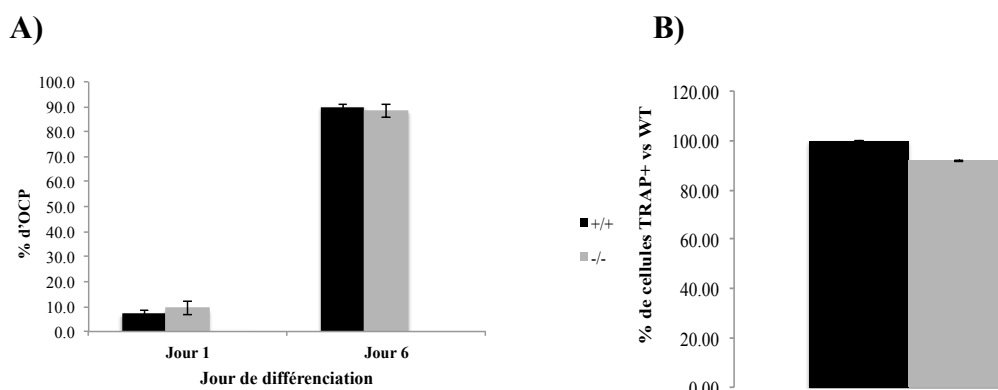 A)
100.0
90.0
80.0
70.0
60.0
50.0
40.0
30.0
20.0
10.0
0.0
% d'OCP
Jour 1
Jour 6
Jour de différenciation
+/+
-/-
B)
120.00
100.00
80.00
60.00
40.00
20.00
0.00
% de cellules TRAP+ vs WT